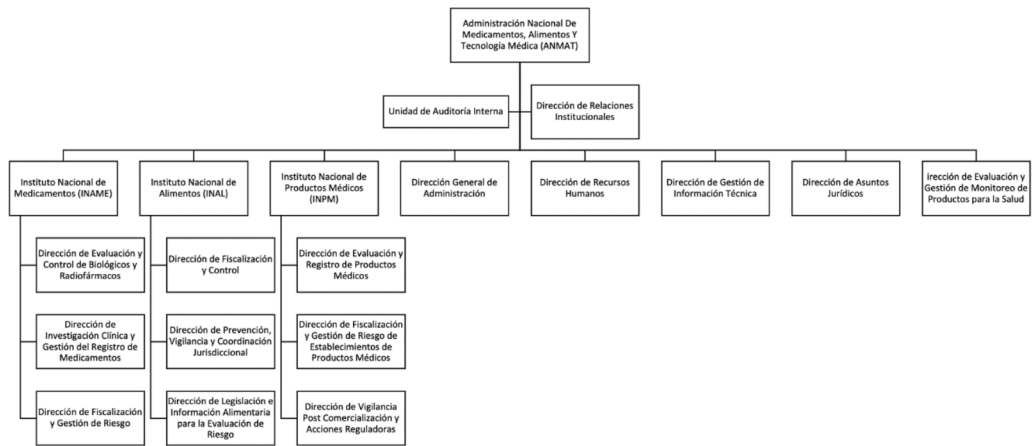 Administración Nacional De
Medicamentos, Alimentos Y
Tecnología Médica (ANMAT)
Unidad de Auditoría Interna
Dirección de Relaciones
Institucionales
Instituto Nacional de
Medicamentos (INAME)
Instituto Nacional de
Alimentos (INAL)
Instituto Nacional de
Productos Médicos
(INPM)
Dirección General de
Administración
Dirección de Recursos
Humanos
Dirección de Gestión de
Información Técnica
Dirección de Asuntos
Jurídicos
irección de Evaluación y
Gestión de Monitoreo de
Productos para la Salud
Dirección de Evaluación y
Control de Biológicos y
Radiofármacos
Dirección de Fiscalización
y Control
Dirección de Evaluación y
Registro de Productos
Médicos
Dirección de
Investigación Clínica y
Gestión del Registro de
Medicamentos
Dirección de Prevención,
Vigilancia y Coordinación
Jurisdiccional
Dirección de Fiscalización
y Gestión de Riesgo de
Establecimientos de
Productos Médicos
Dirección de Fiscalización
y Gestión de Riesgo
Dirección de Legislación e
Información Alimentaria
para la Evaluación de
Riesgo
Dirección de Vigilancia
Post Comercialización y
Acciones Reguladoras